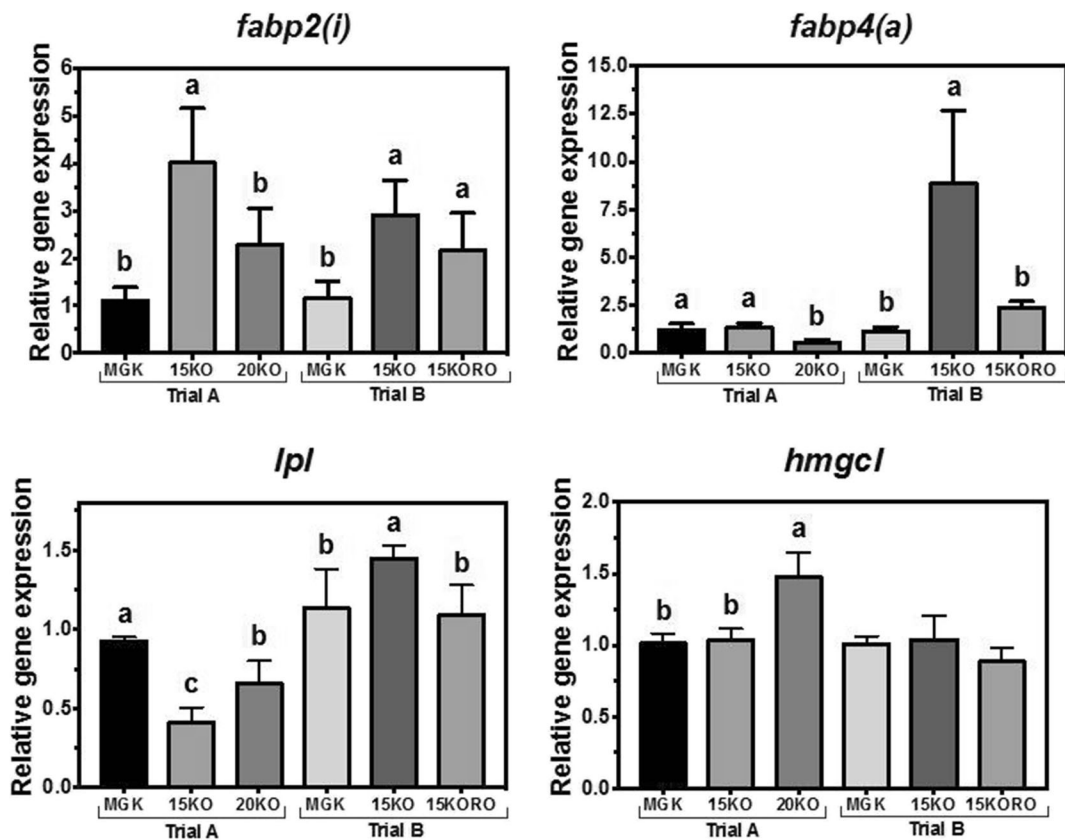 fabp2(i)
Relative gene expression
6
5
4
3
2
1
0
b
a
b
b
a
a
MGK 15KO 20KO MGK 15KO 15KORO
Trial A Trial B
fabp4(a)
Relative gene expression
15.0
12.5
10.0
7.5
5.0
2.5
0.0
a
a
b
b
a
b
MGK 15KO 20KO MGK 15KO 15KORO
Trial A Trial B
lpl
Relative gene expression
1.5
1.0
0.5
0.0
a
c
b
b
a
b
MGK 15KO 20KO MGK 15KO 15KORO
Trial A Trial B
hmgcl
Relative gene expression
2.0
1.5
1.0
0.5
0.0
b
b
a
MGK 15KO 20KO MGK 15KO 15KORO
Trial A Trial B